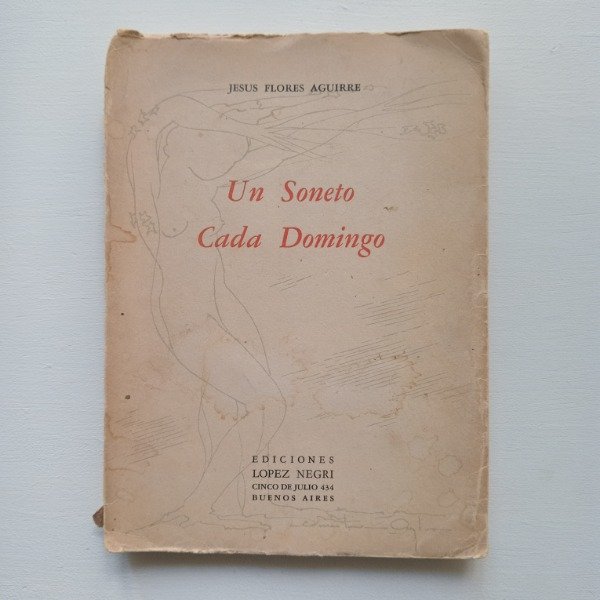 JESUS FLORES AGUIRRE
Un Soneto
Cada Domingo
EDICIONES
LOPEZ NEGRI
CINCO DE JULIO 434
BUENOS AIRES